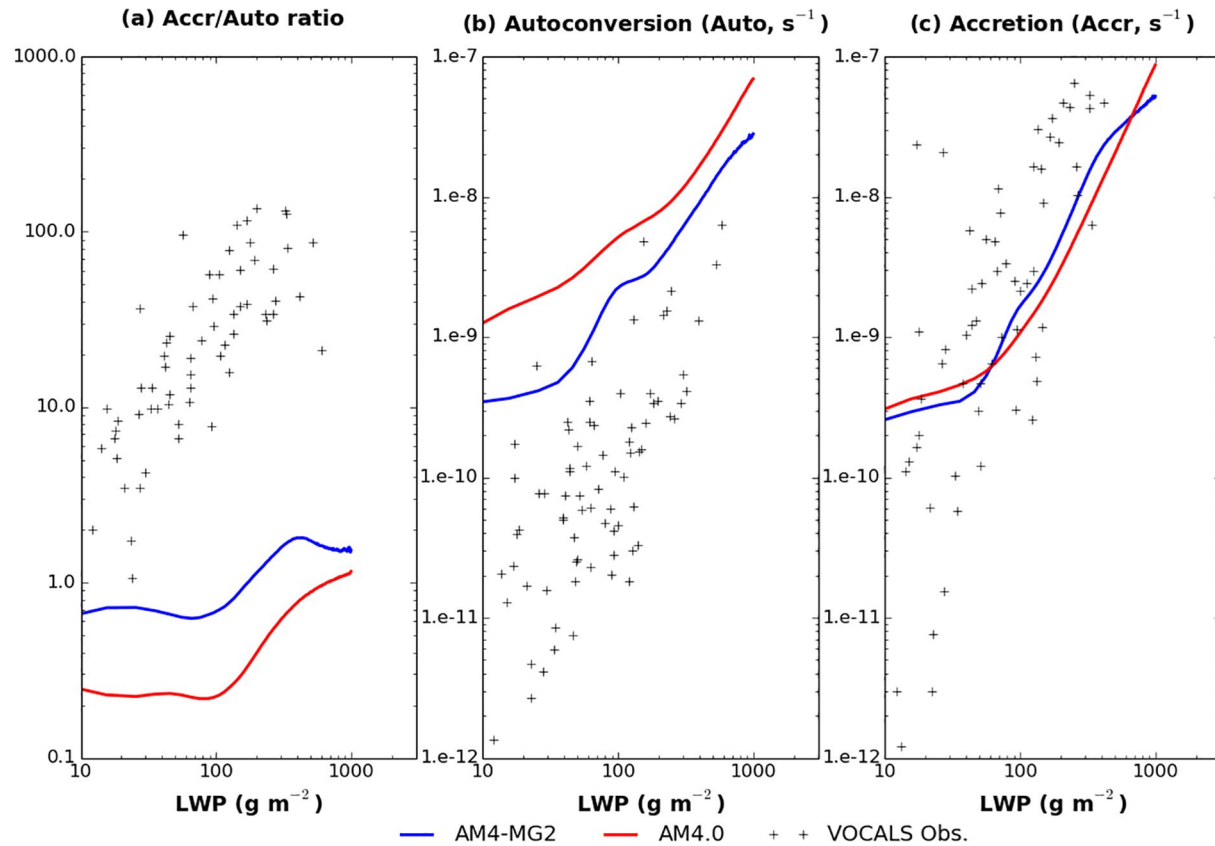 (a) Accr/Auto ratio
(b) Autoconversion (Auto, s⁻¹)
(c) Accretion (Accr, s⁻¹)
1000.0
100.0
10.0
1.0
0.1
10 100 1000
LWP (g m⁻²)
1.e-7
1.e-8
1.e-9
1.e-10
1.e-11
1.e-12
10 100 1000
LWP (g m⁻²)
1.e-7
1.e-8
1.e-9
1.e-10
1.e-11
1.e-12
10 100 1000
LWP (g m⁻²)
AM4-MG2 AM4.0 VOCALS Obs.